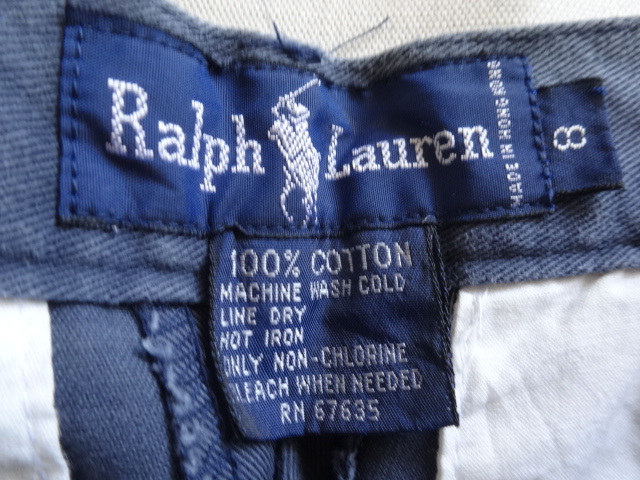 Ralph Lauren
MADE IN HONG KONG
8
100% COTTON
MACHINE WASH COLD
LINE DRY
HOT IRON
ONLY NON-CHLORINE
BLEACH WHEN NEEDED
RN 67635